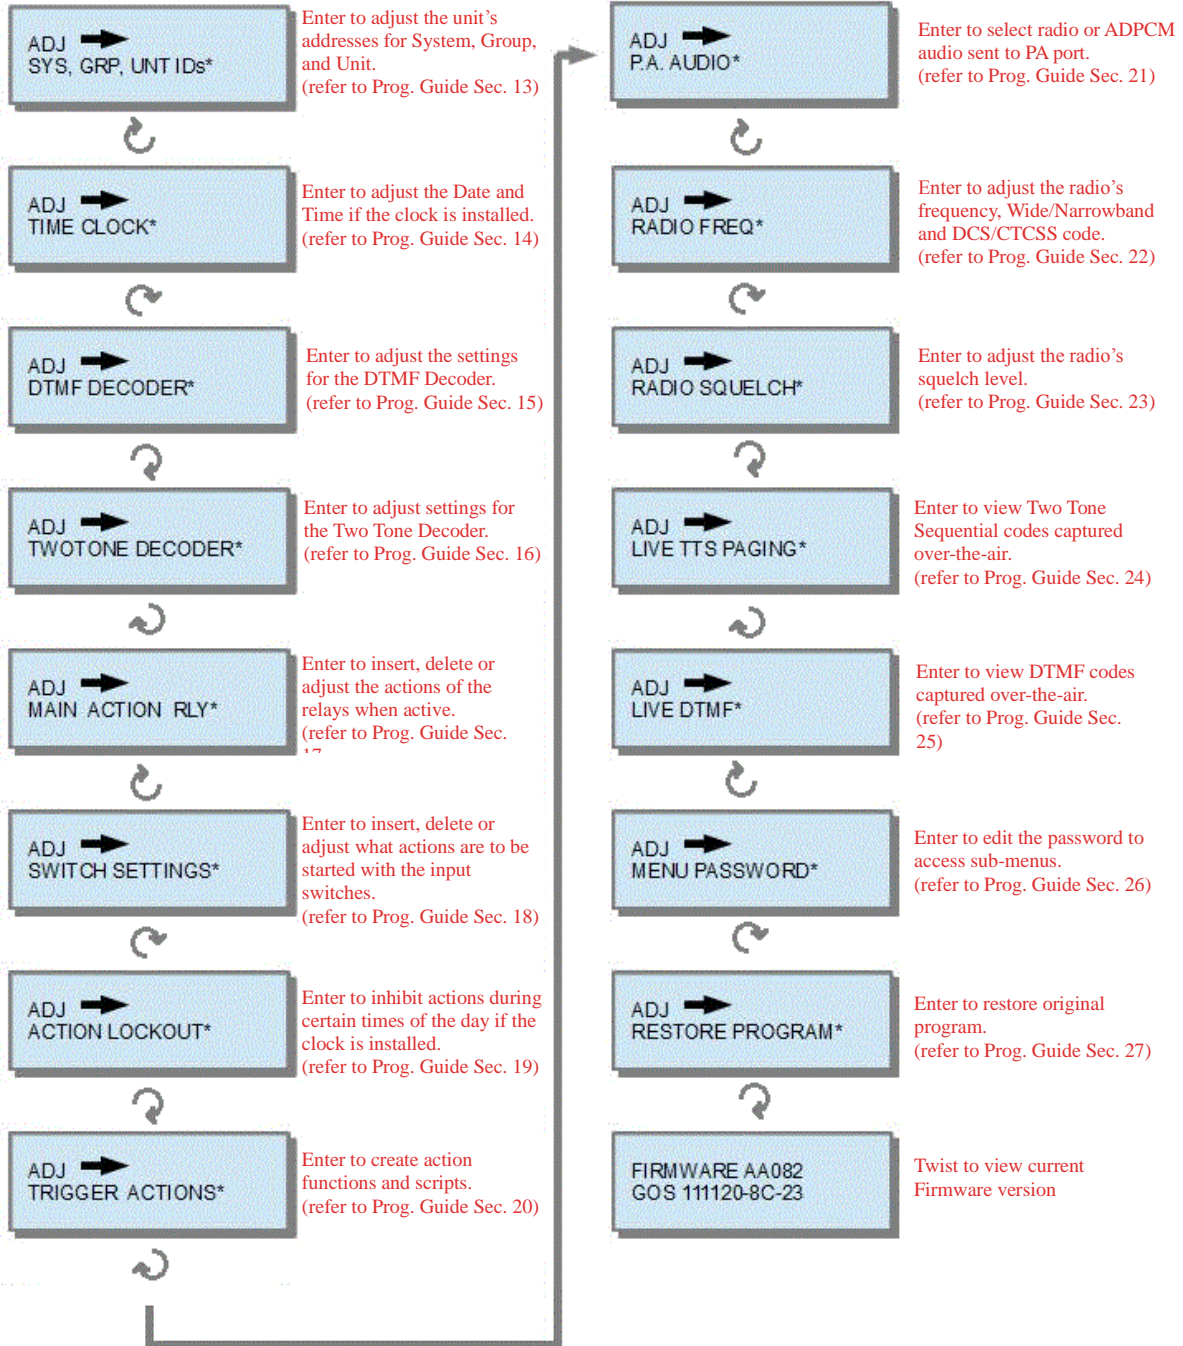 ADJ
SYS, GRP, UNT IDs*
Enter to adjust the unit's
addresses for System, Group,
and Unit.
(refer to Prog. Guide Sec. 13)
ADJ
TIME CLOCK*
Enter to adjust the Date and
Time if the clock is installed.
(refer to Prog. Guide Sec. 14)
ADJ
DTMF DECODER*
Enter to adjust the settings
for the DTMF Decoder.
(refer to Prog. Guide Sec. 15)
ADJ
TWOTONE DECODER*
Enter to adjust settings for
the Two Tone Decoder.
(refer to Prog. Guide Sec. 16)
ADJ
MAIN ACTION RLY*
Enter to insert, delete or
adjust the actions of the
relays when active.
(refer to Prog. Guide Sec.
ADJ
SWITCH SETTINGS*
Enter to insert, delete or
adjust what actions are to be
started with the input
switches.
(refer to Prog. Guide Sec. 18)
ADJ
ACTION LOCKOUT*
Enter to inhibit actions during
certain times of the day if the
clock is installed.
(refer to Prog. Guide Sec. 19)
ADJ
TRIGGER ACTIONS*
Enter to create action
functions and scripts.
(refer to Prog. Guide Sec. 20)
ADJ
P.A. AUDIO*
Enter to select radio or ADPCM
audio sent to PA port.
(refer to Prog. Guide Sec. 21)
ADJ
RADIO FREQ*
Enter to adjust the radio's
frequency, Wide/Narrowband
and DCS/CTCSS code.
(refer to Prog. Guide Sec. 22)
ADJ
RADIO SQUELCH*
Enter to adjust the radio's
squelch level.
(refer to Prog. Guide Sec. 23)
ADJ
LIVE TTS PAGING*
Enter to view Two Tone
Sequential codes captured
over-the-air.
(refer to Prog. Guide Sec. 24)
ADJ
LIVE DTMF*
Enter to view DTMF codes
captured over-the-air.
(refer to Prog. Guide Sec.
25)
ADJ
MENU PASSWORD*
Enter to edit the password to
access sub-menus.
(refer to Prog. Guide Sec. 26)
ADJ
RESTORE PROGRAM*
Enter to restore original
program.
(refer to Prog. Guide Sec. 27)
FIRMWARE AA082
GOS 111120-8C-23
Twist to view current
Firmware version